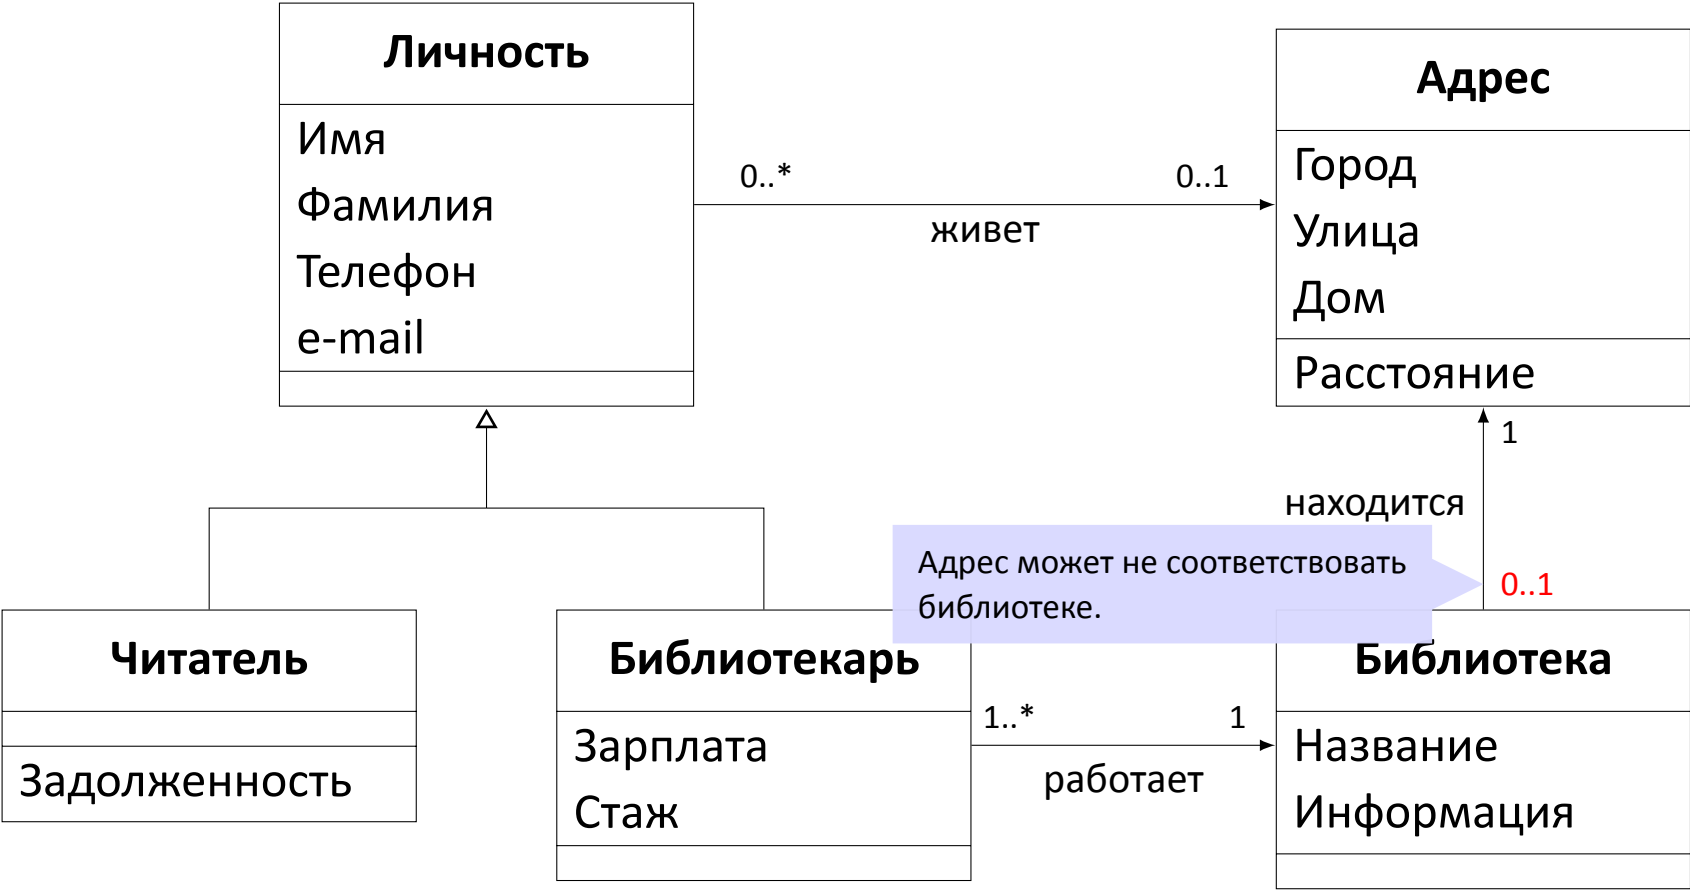 Личность
Имя
Фамилия
Телефон
e-mail
0..*
0..1
живет
Адрес
Город
Улица
Дом
Расстояние
1
находится
Адрес может не соответствовать
библиотеке.
0..1
Читатель
Задолженность
Библиотекарь
Зарплата
Стаж
1..*
1
работает
Библиотека
Название
Информация